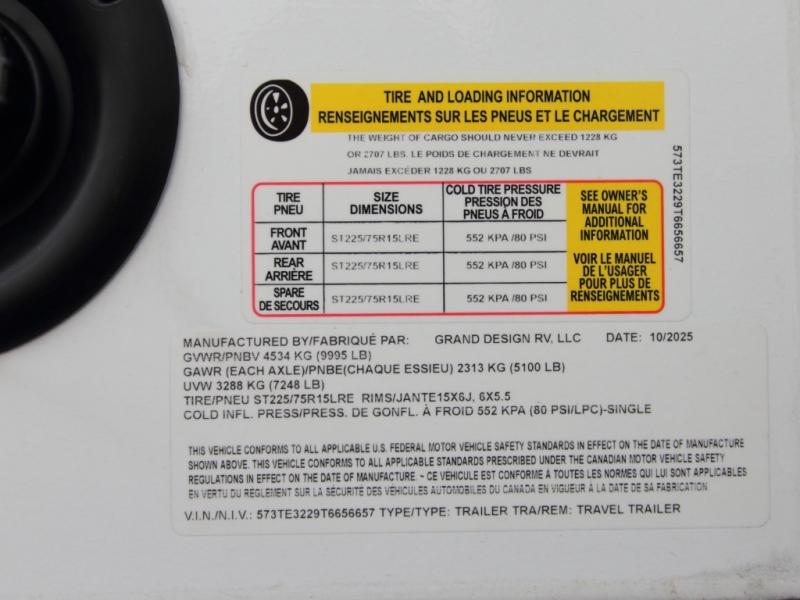 TIRE AND LOADING INFORMATION
RENSEIGNEMENTS SUR LES PNEUS ET LE CHARGEMENT
THE WEIGHT OF CARGO SHOULD NEVER EXCEED 1228 KG
OR 2707 LBS. LE POIDS DE CHARGEMENT NE DEVRAIT
JAMAIS EXCÉDER 1228 KG OU 2707 LBS
TIRE PNEU SIZE DIMENSIONS COLD TIRE PRESSURE PRESSION DES PNEUS À FROID
FRONT AVANT ST225/75R15LRE 552 KPA /80 PSI
REAR ARRIÈRE ST225/75R15LRE 552 KPA /80 PSI
SPARE DE SECOURS ST225/75R15LRE 552 KPA /80 PSI
SEE OWNER'S
MANUAL FOR
ADDITIONAL
INFORMATION
VOIR LE MANUEL
DE L'USAGER
POUR PLUS DE
RENSEIGNEMENTS
573TE3229T6656657
MANUFACTURED BY/FABRIQUÉ PAR: GRAND DESIGN RV, LLC DATE: 10/2025
GVWR/PNBV 4534 KG (9995 LB)
GAWR (EACH AXLE)/PNBE(CHAQUE ESSIEU) 2313 KG (5100 LB)
UVW 3288 KG (7248 LB)
TIRE/PNEU ST225/75R15LRE RIMS/JANTE15X6J, 6X5.5
COLD INFL. PRESS/PRESS. DE GONFL. À FROID 552 KPA (80 PSI/LPC)-SINGLE
THIS VEHICLE CONFORMS TO ALL APPLICABLE U.S. FEDERAL MOTOR VEHICLE SAFETY STANDARDS IN EFFECT ON THE DATE OF MANUFACTURE
SHOWN ABOVE. THIS VEHICLE CONFORMS TO ALL APPLICABLE STANDARDS PRESCRIBED UNDER THE CANADIAN MOTOR VEHICLE SAFETY
REGULATIONS IN EFFECT ON THE DATE OF MANUFACTURE. ~ CE VEHICULE EST CONFORME À TOUTES LES NORMES QUI LUI SONT APPLICABLES
EN VERTU DU REGLEMENT SUR LA SÉCURITÉ DES VÉHICULES AUTOMOBILES DU CANADA EN VIGUEUR À LA DATE DE SA FABRICATION
V.I.N./N.I.V.: 573TE3229T6656657 TYPE/TYPE: TRAILER TRA/REM: TRAVEL TRAILER